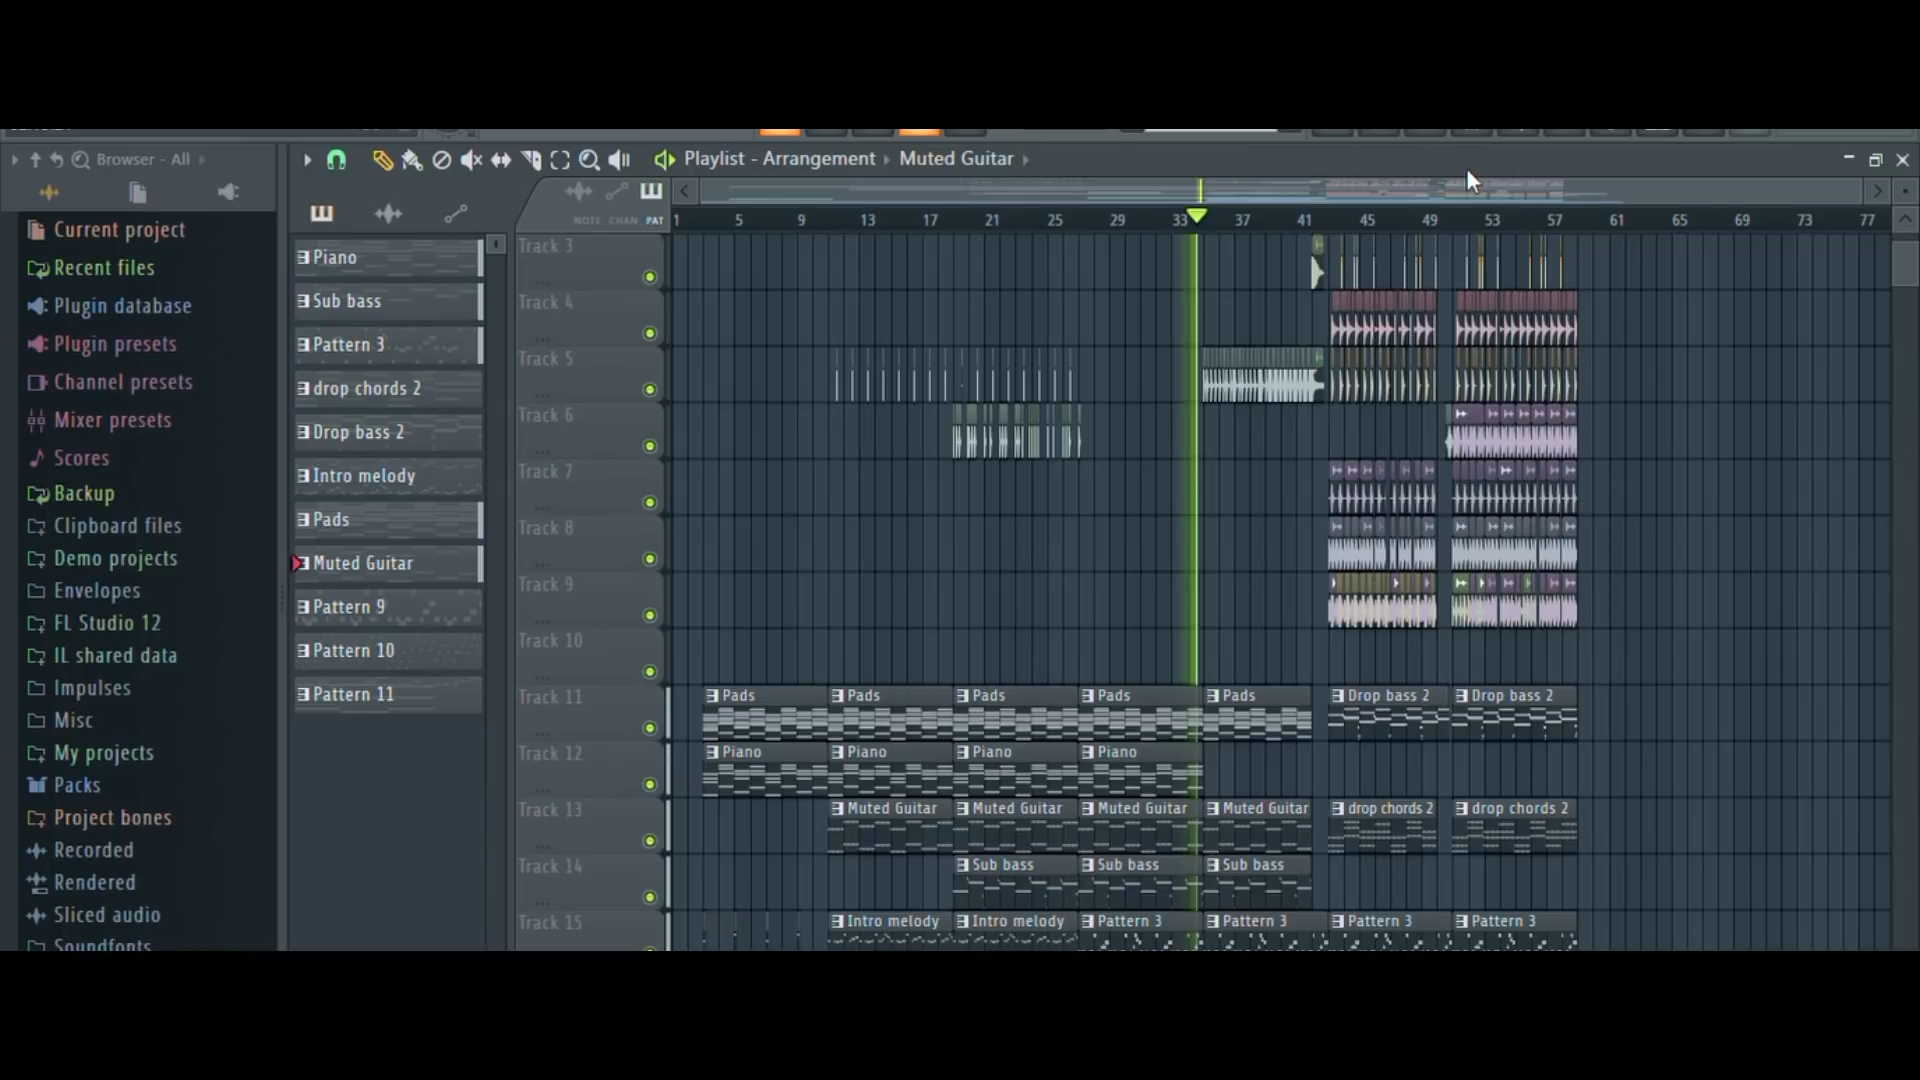 Browser - All
Playlist - Arrangement
Muted Guitar
NOTE CHAN PAT
1 5 9 13 17 21 25 29 33 37 41 45 49 53 57 61 65 69 73 77
Current project
Recent files
Plugin database
Plugin presets
Channel presets
Mixer presets
Scores
Backup
Clipboard files
Demo projects
Envelopes
FL Studio 12
IL shared data
Impulses
Misc
My projects
Packs
Project bones
Recorded
Rendered
Sliced audio
Soundfonts
Piano
Sub bass
Pattern 3
drop chords 2
Drop bass 2
Intro melody
Pads
Muted Guitar
Pattern 9
Pattern 10
Pattern 11
Track 3
Track 4
Track 5
Track 6
Track 7
Track 8
Track 9
Track 10
Track 11
Pads Pads Pads Pads Pads Drop bass 2 Drop bass 2
Track 12
Piano Piano Piano Piano
Track 13
Muted Guitar Muted Guitar Muted Guitar Muted Guitar drop chords 2 drop chords 2
Track 14
Sub bass Sub bass Sub bass
Track 15
Intro melody Intro melody Pattern 3 Pattern 3 Pattern 3 Pattern 3